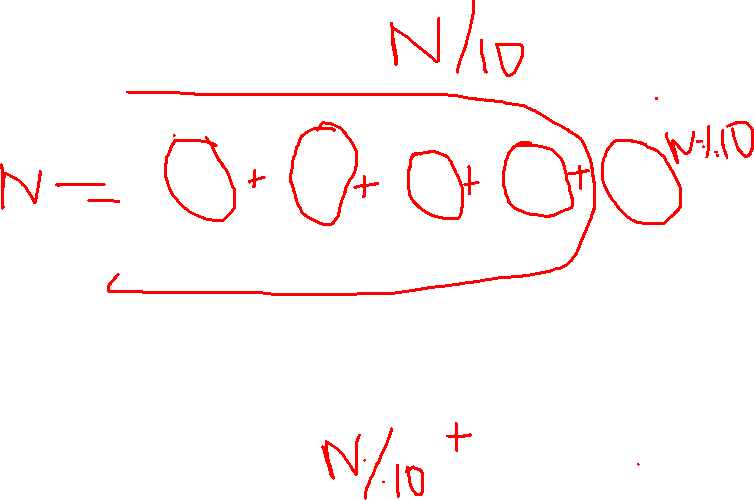 N/10
N = O + O + O + O + O N%10
N%10 +